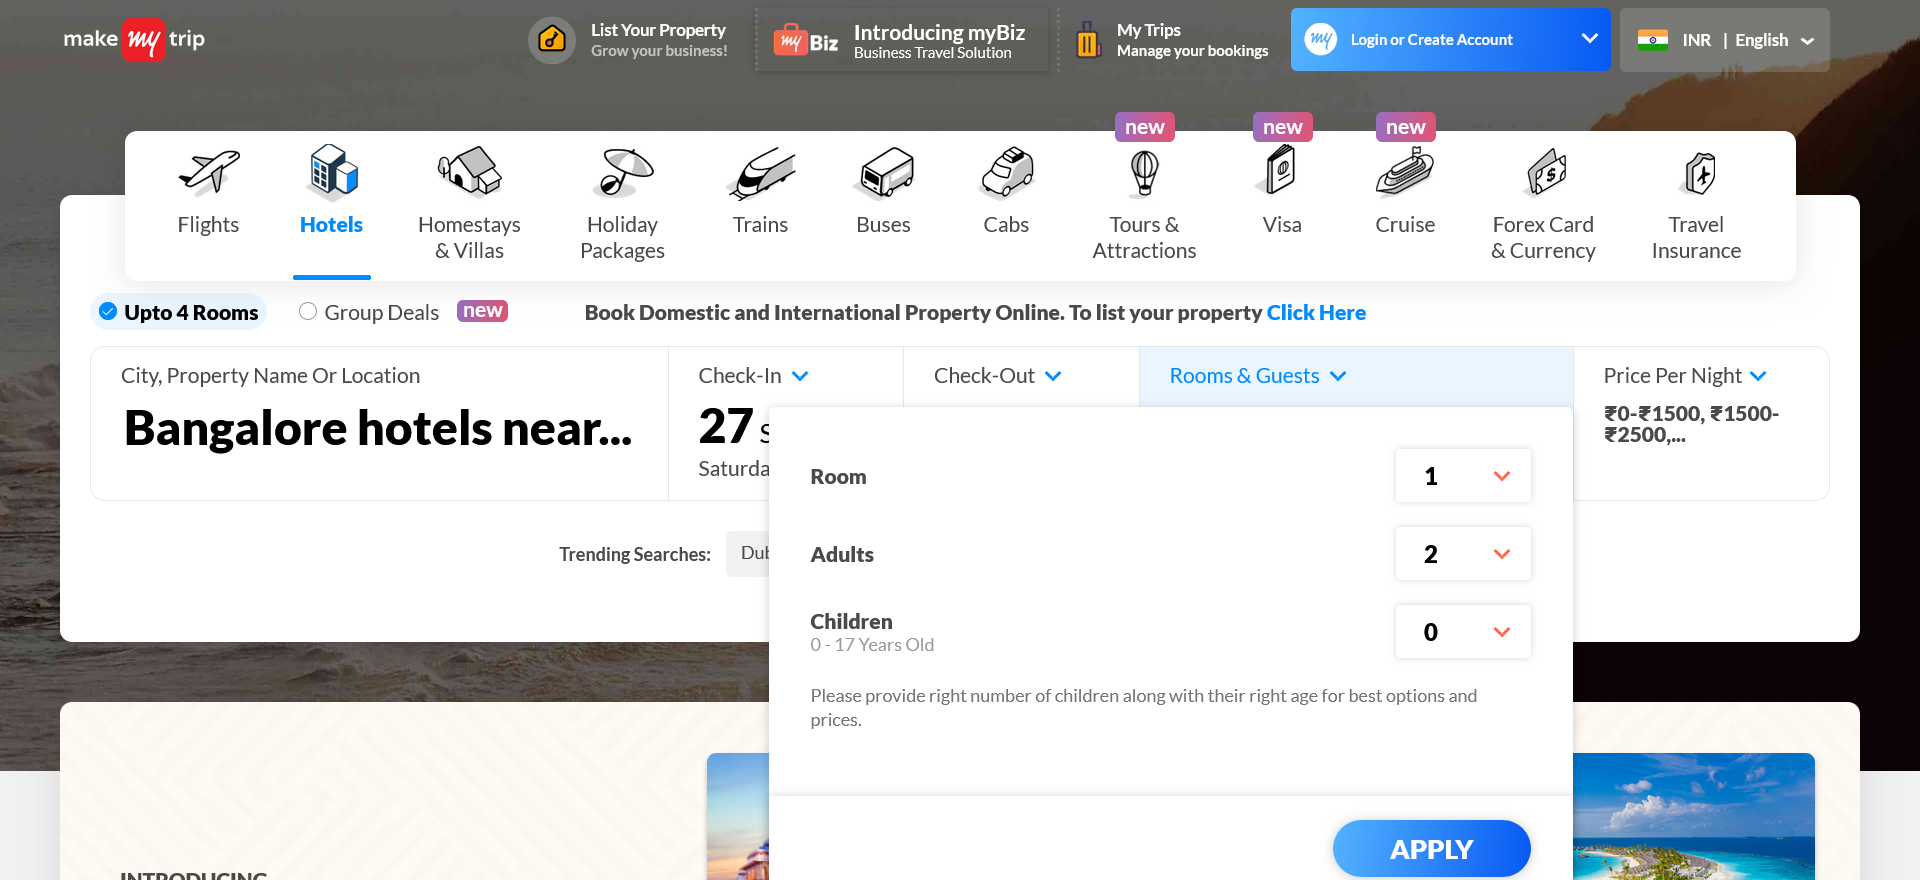 make my trip
List Your Property
Grow your business!
my Biz
Introducing myBiz
Business Travel Solution
My Trips
Manage your bookings
my
Login or Create Account
INR | English
new
new
new
Flights
Hotels
Homestays
& Villas
Holiday
Packages
Trains
Buses
Cabs
Tours &
Attractions
Visa
Cruise
Forex Card
& Currency
Travel
Insurance
Upto 4 Rooms
Group Deals
new
Book Domestic and International Property Online. To list your property Click Here
City, Property Name Or Location
Bangalore hotels near...
Check-In
27 S
Saturda
Check-Out
Rooms & Guests
Price Per Night
₹0-₹1500, ₹1500-
₹2500,...
Room
1
Adults
2
Children
0 - 17 Years Old
0
Please provide right number of children along with their right age for best options and
prices.
APPLY
Trending Searches:
Dub
INTRODUCING